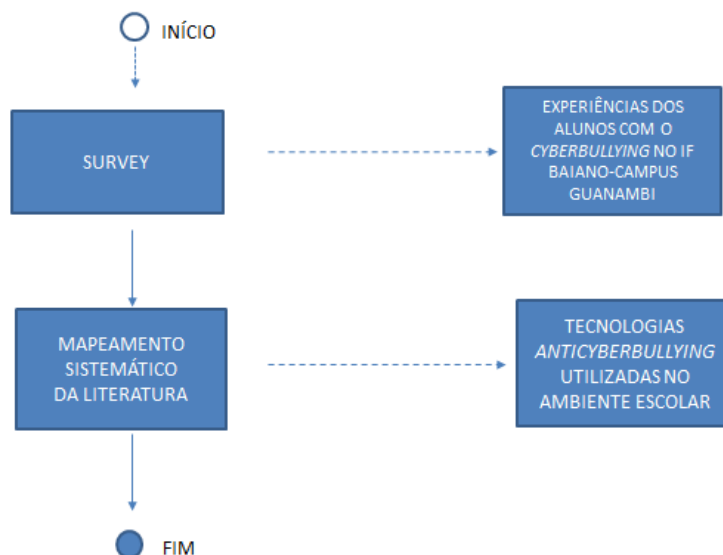 INÍCIO
SURVEY
EXPERIÊNCIAS DOS
ALUNOS COM O
CYBERBULLYING NO IF
BAIANO-CAMPUS
GUANAMBI
MAPEAMENTO
SISTEMÁTICO
DA LITERATURA
TECNOLOGIAS
ANTICYBERBULLYING
UTILIZADAS NO
AMBIENTE ESCOLAR
FIM